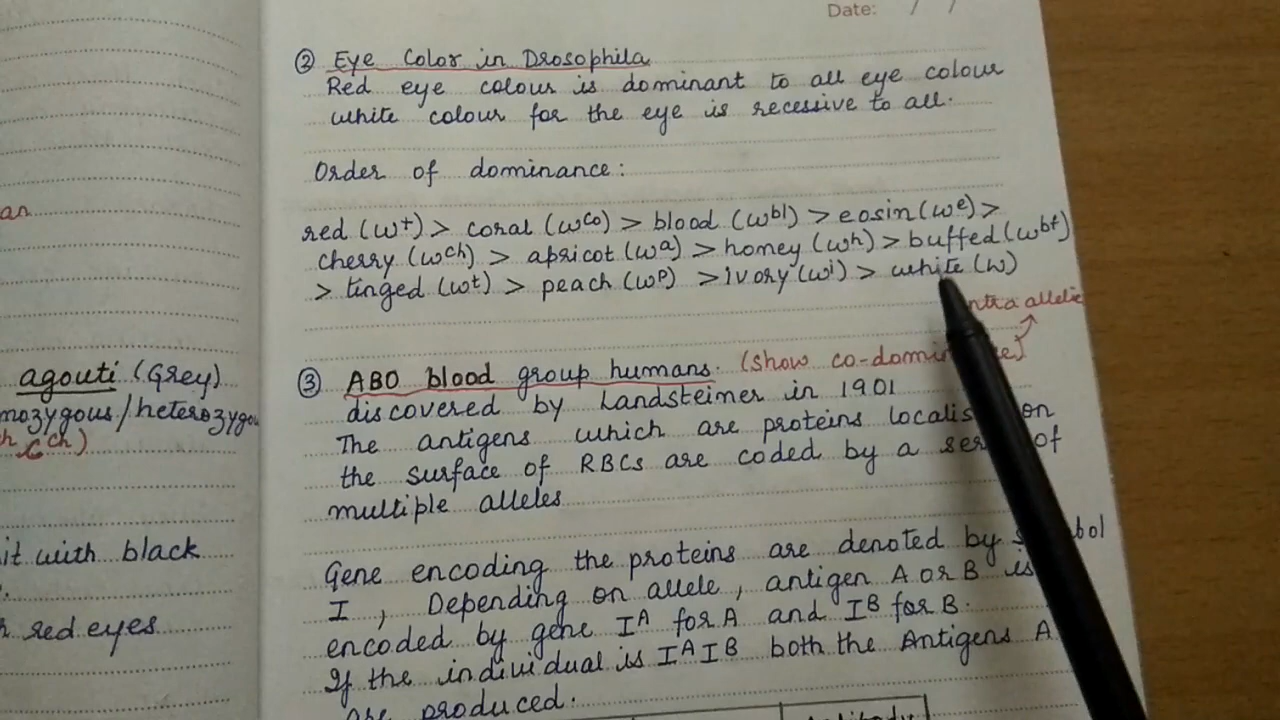 Date: / /
② Eye Color in Drosophila
Red eye colour is dominant to all eye colour
white colour for the eye is recessive to all.
Order of dominance:
red (w⁺) > coral (wᶜᵒ) > blood (wᵇˡ) > eosin (wᵉ) >
cherry (wᶜʰ) > apricot (wᵃ) > honey (wʰ) > buffed (wᵇᶠ)
> tinged (wᵗ) > peach (wᵖ) > ivory (wⁱ) > white (w)
allelic
③ ABO blood group humans. (Show
discovered by Landsteiner in 1901
The antigens which are proteins on
the surface of RBCs are coded by a of
multiple alleles
Gene encoding the proteins are denoted by
I, Depending on allele, antigen A or B is
encoded by gene Iᴬ for A and Iᴮ for B.
If the individual is IᴬIᴮ both the Antigens A
are produced.
an
agouti (Grey)
it with black
red eyes